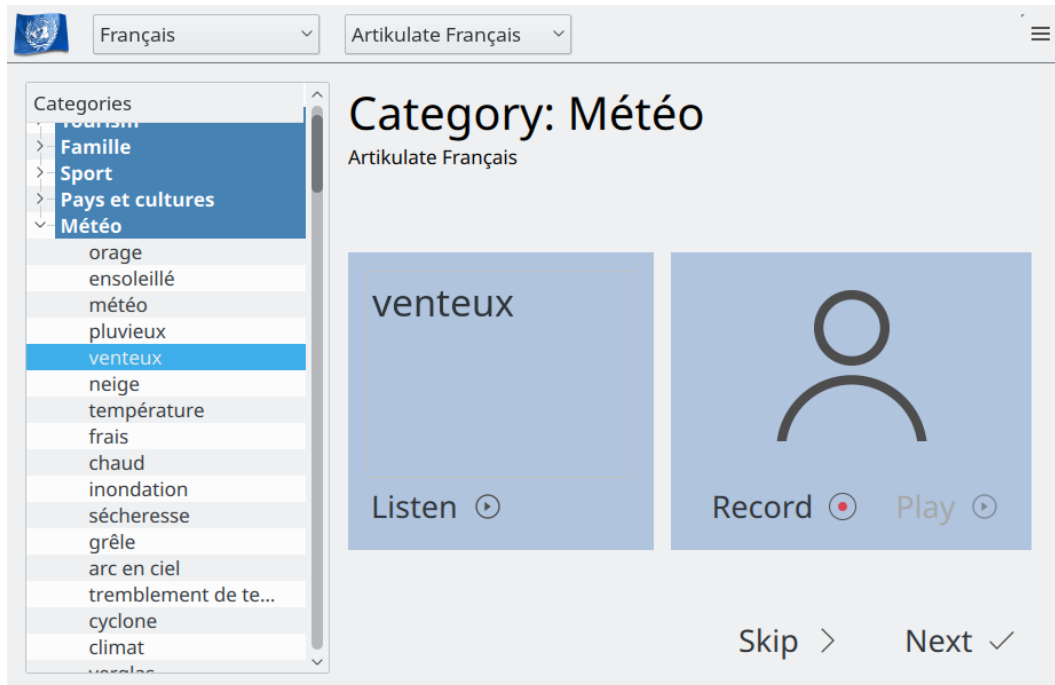 Français
Artikulate Français
Categories
Tourism
Famille
Sport
Pays et cultures
Météo
orage
ensoleillé
météo
pluvieux
venteux
neige
température
frais
chaud
inondation
sécheresse
grêle
arc en ciel
tremblement de te...
cyclone
climat
verglas
Category: Météo
Artikulate Français
venteux
Listen
Record
Play
Skip
Next